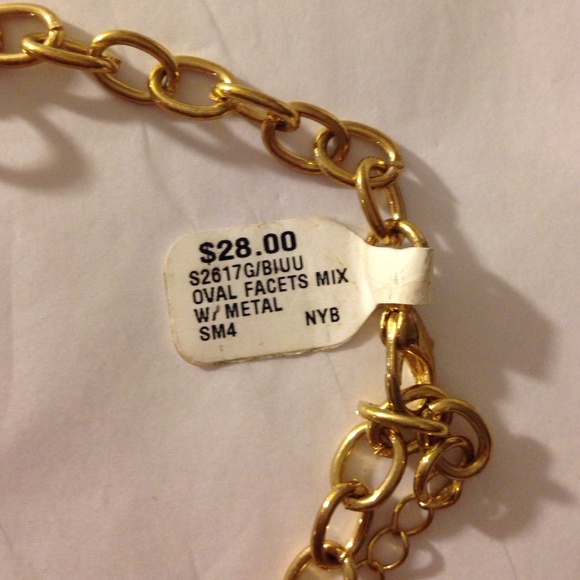 $28.00
S2617G/BIUU
OVAL FACETS MIX
W/ METAL
SM4 NYB